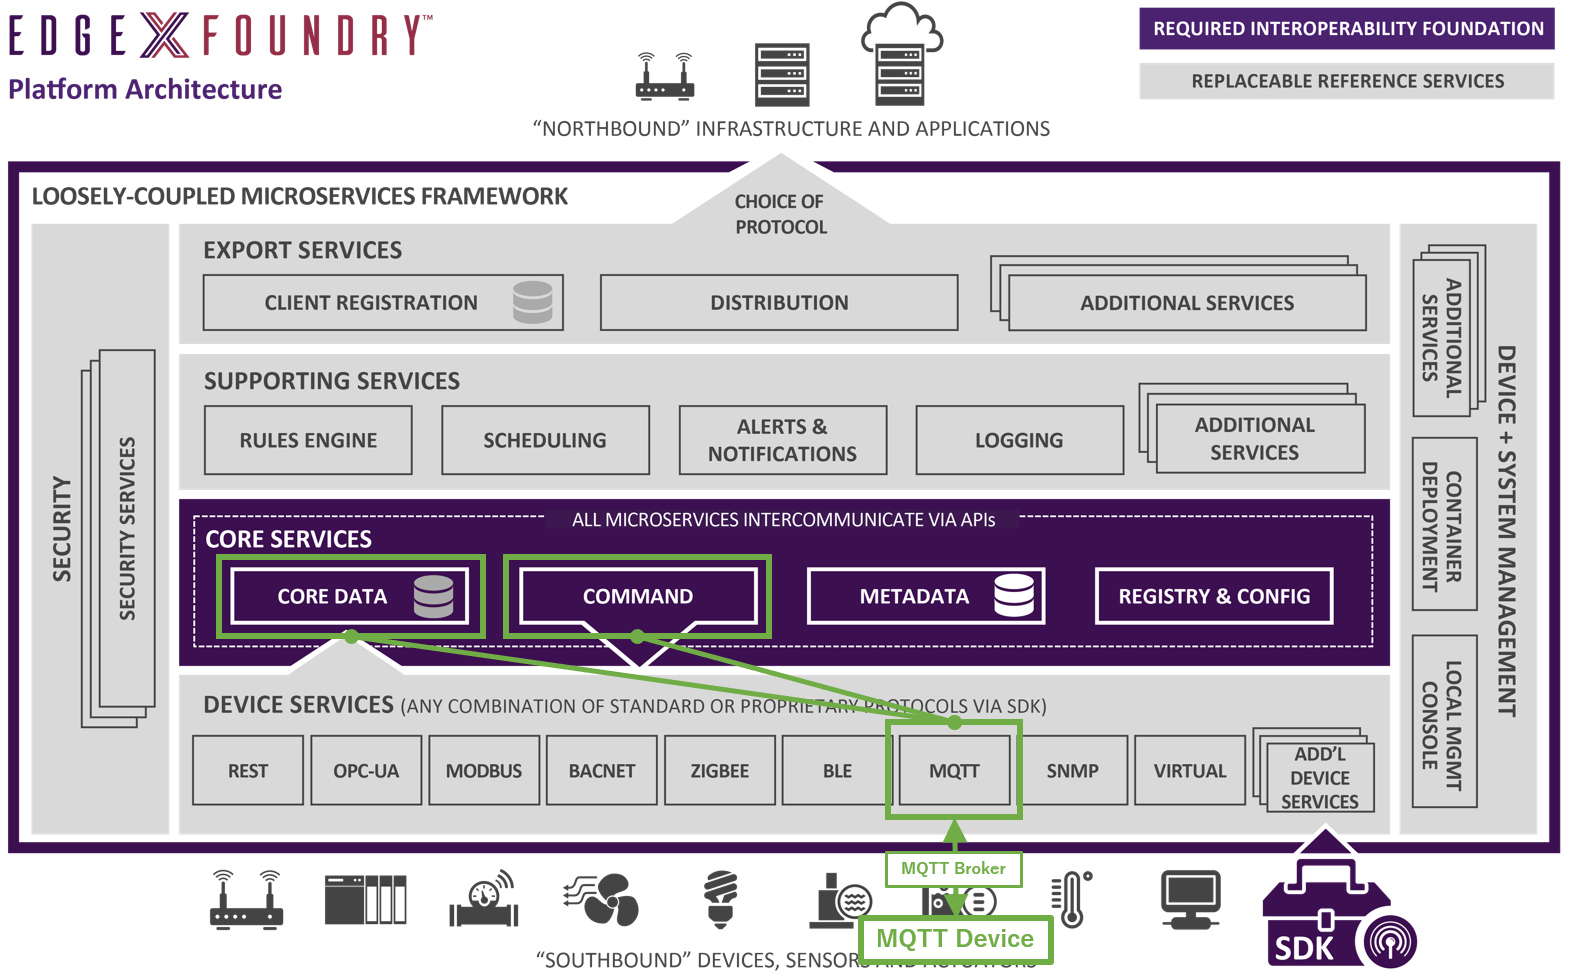 EDGE X FOUNDRY™
Platform Architecture
REQUIRED INTEROPERABILITY FOUNDATION
REPLACEABLE REFERENCE SERVICES
“NORTHBOUND” INFRASTRUCTURE AND APPLICATIONS
LOOSELY-COUPLED MICROSERVICES FRAMEWORK
CHOICE OF
PROTOCOL
EXPORT SERVICES
CLIENT REGISTRATION
DISTRIBUTION
ADDITIONAL SERVICES
SUPPORTING SERVICES
RULES ENGINE
SCHEDULING
ALERTS &
NOTIFICATIONS
LOGGING
ADDITIONAL
SERVICES
ALL MICROSERVICES INTERCOMMUNICATE VIA APIs
CORE SERVICES
CORE DATA
COMMAND
METADATA
REGISTRY & CONFIG
DEVICE SERVICES (ANY COMBINATION OF STANDARD OR PROPRIETARY PROTOCOLS VIA SDK)
REST
OPC-UA
MODBUS
BACNET
ZIGBEE
BLE
MQTT
SNMP
VIRTUAL
ADD’L
DEVICE
SERVICES
SECURITY
SECURITY SERVICES
ADDITIONAL
SERVICES
CONTAINER
DEPLOYMENT
LOCAL MGMT
CONSOLE
DEVICE + SYSTEM MANAGEMENT
MQTT Broker
MQTT Device
“SOUTHBOUND” DEVICES, SENSORS AND ACTUATORS
SDK